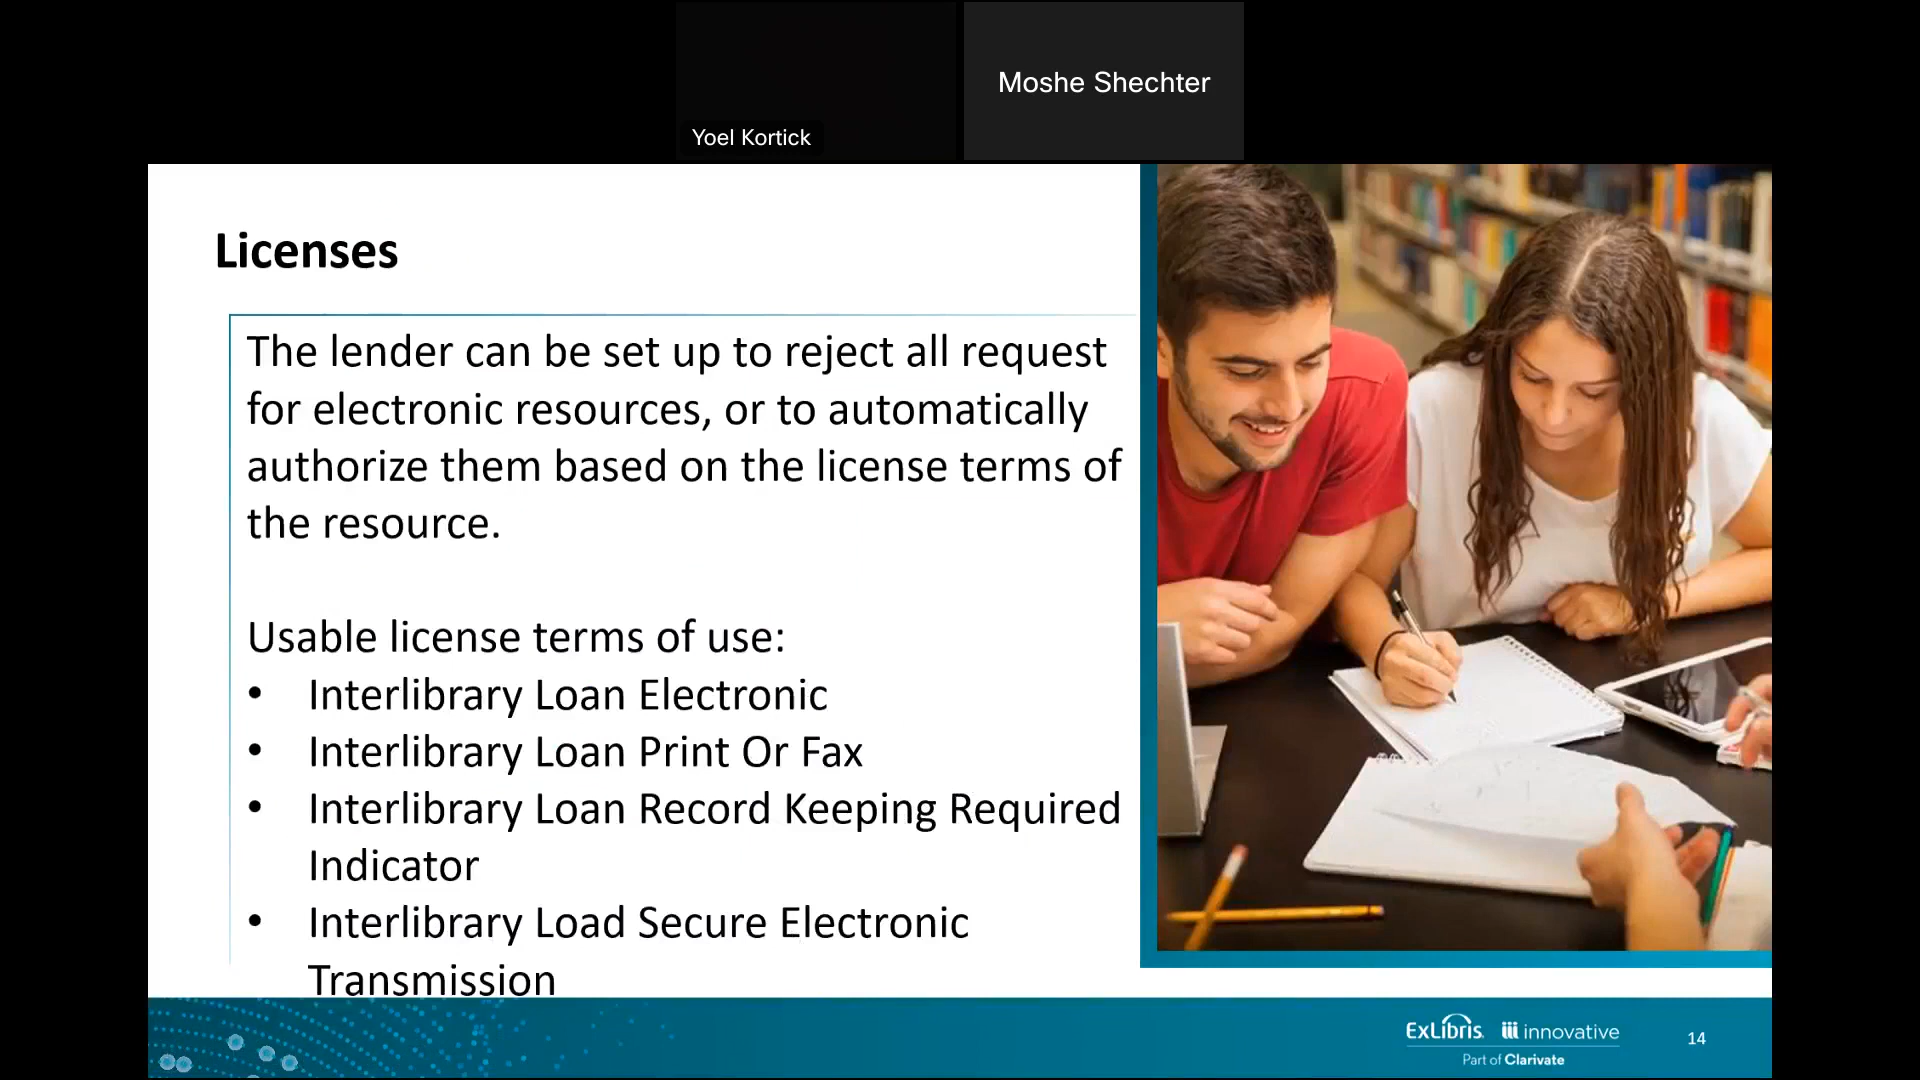 Moshe Shechter
Yoel Kortick
Licenses
The lender can be set up to reject all request
for electronic resources, or to automatically
authorize them based on the license terms of
the resource.
Usable license terms of use:
• Interlibrary Loan Electronic
• Interlibrary Loan Print Or Fax
• Interlibrary Loan Record Keeping Required
Indicator
• Interlibrary Load Secure Electronic
Transmission
ExLibris iii innovative
Part of Clarivate
14